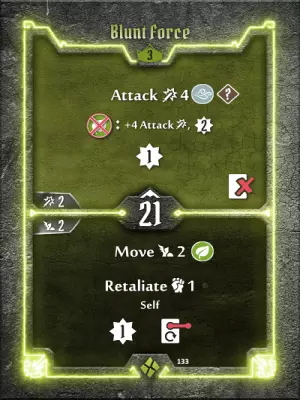 Blunt Force
3
Attack 4 ?
: +4 Attack , 2
1
2
21
2
Move 2
Retaliate 1
Self
1
133